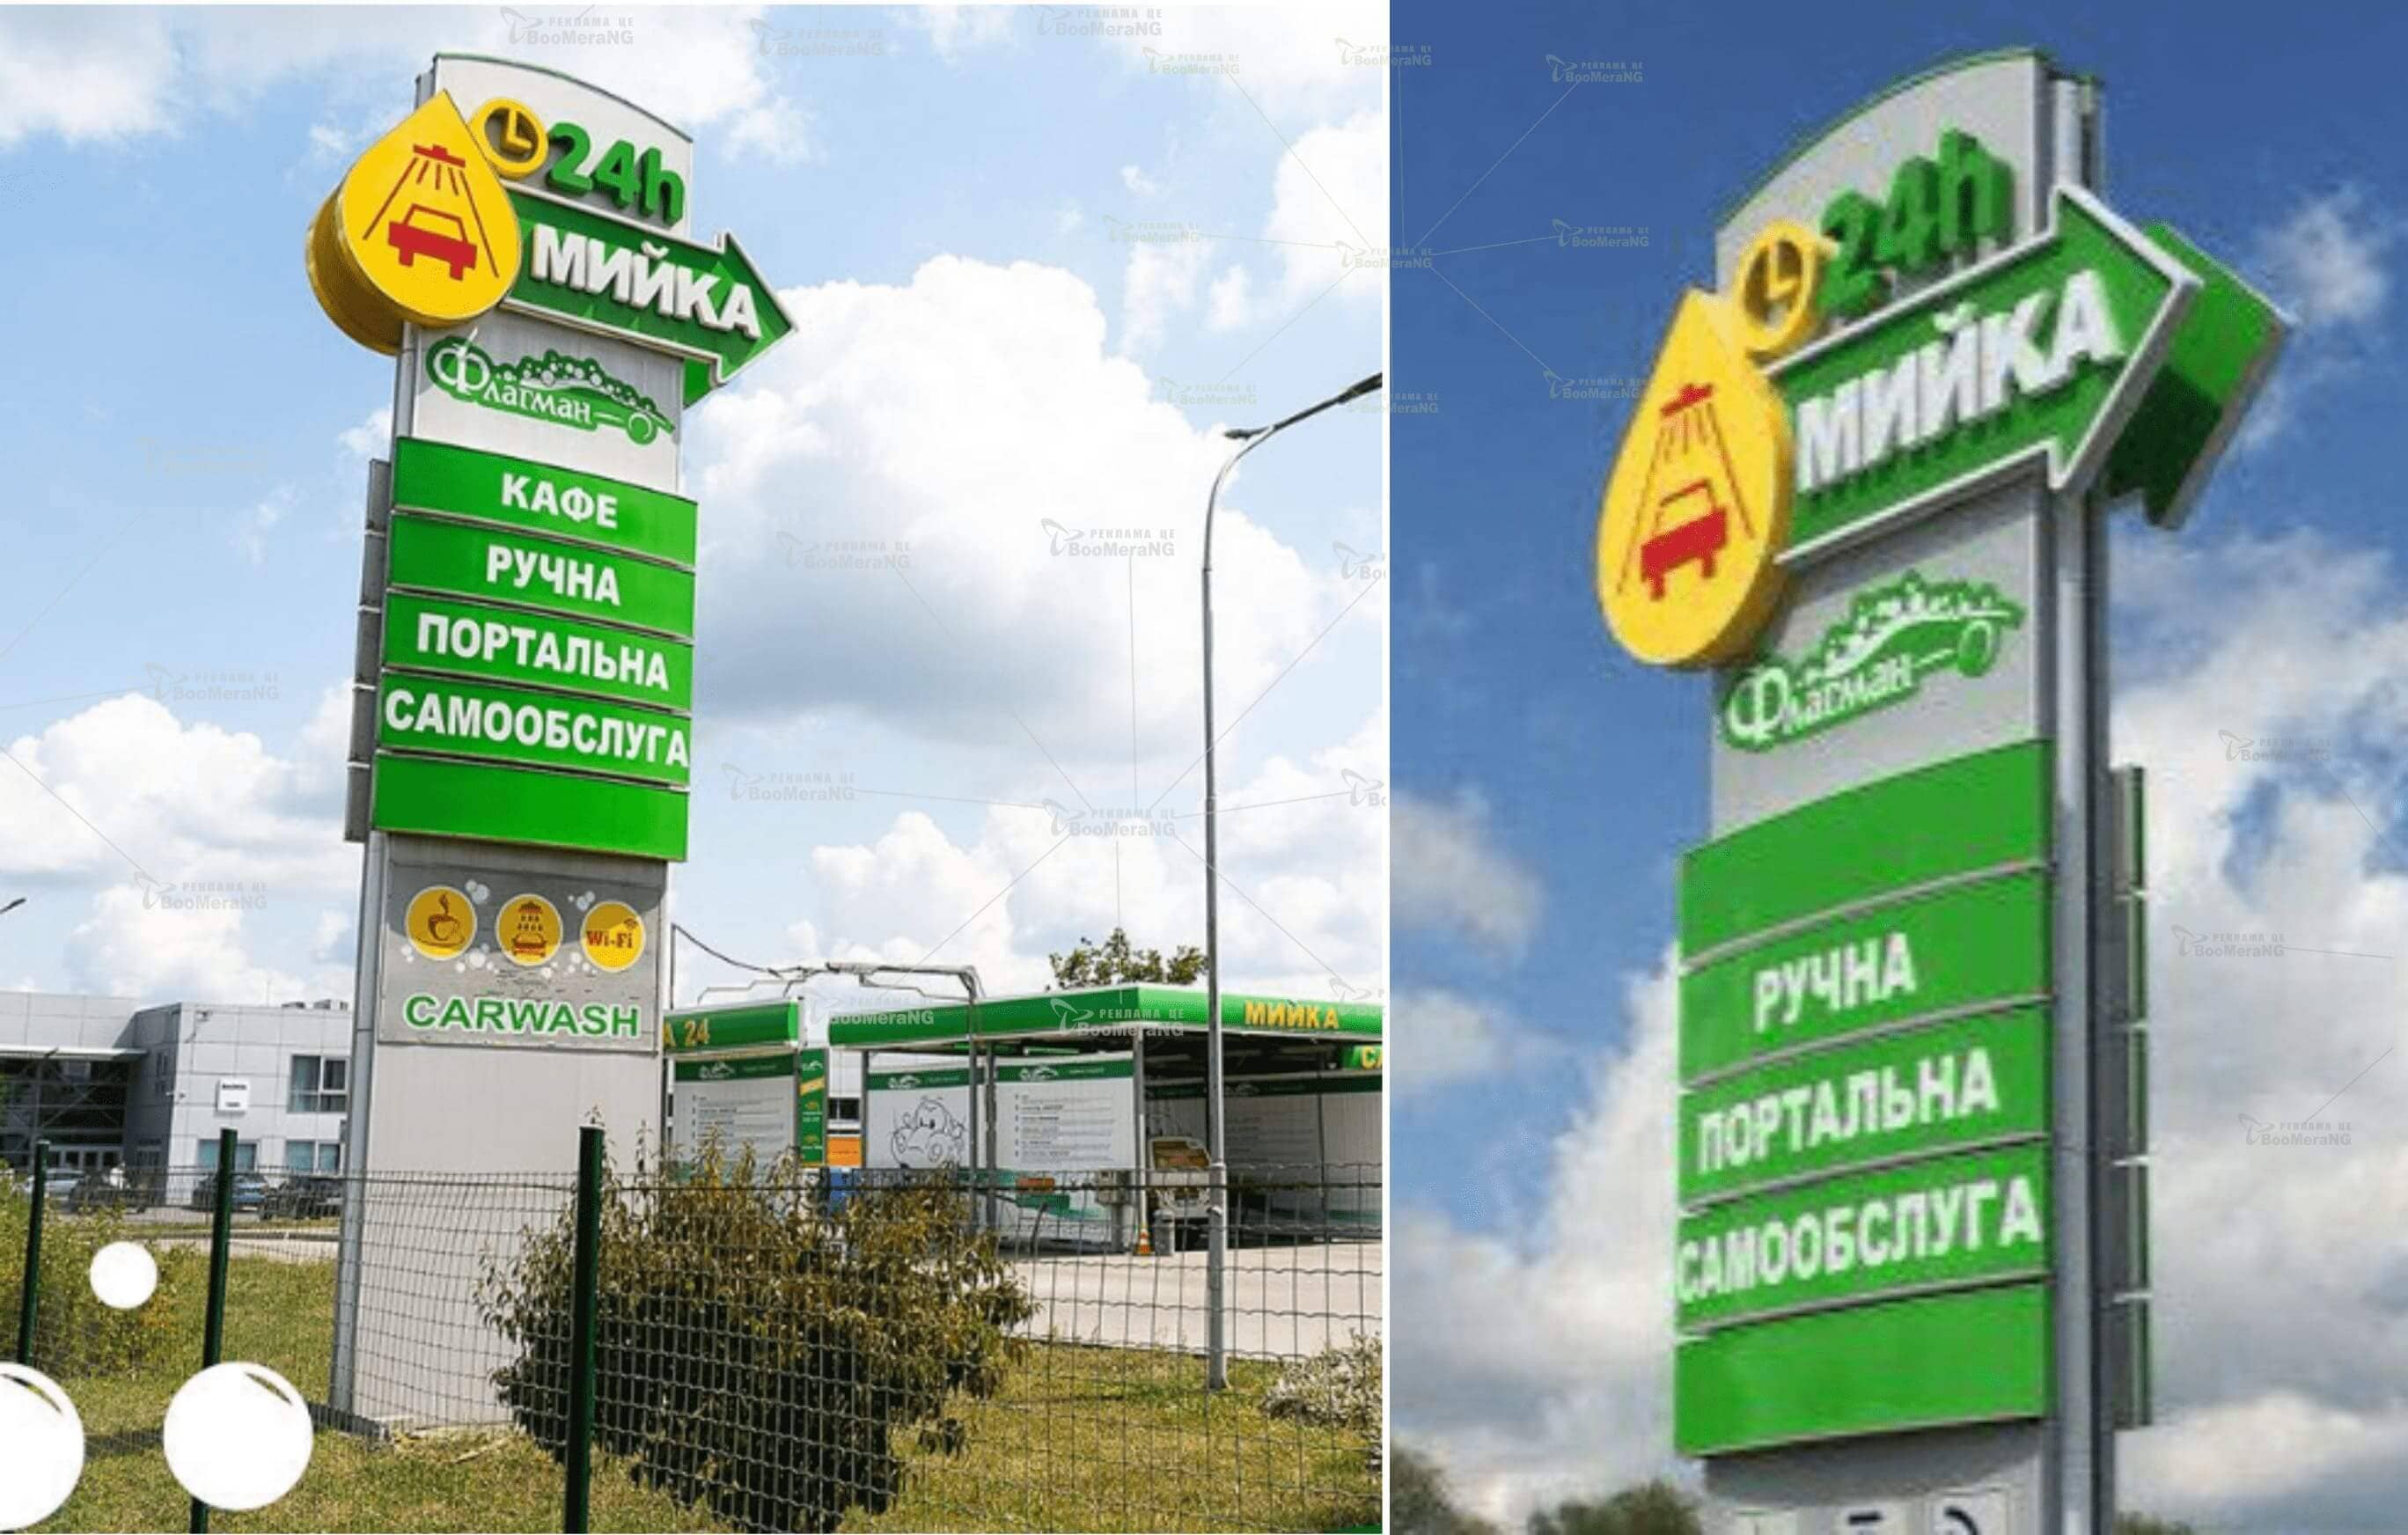 24h
МИЙКА
Флагман
КАФЕ
РУЧНА
ПОРТАЛЬНА
САМООБСЛУГА
Wi-Fi
CARWASH
А 24
МИЙКА
24h
МИЙКА
Флагман
РУЧНА
ПОРТАЛЬНА
САМООБСЛУГА
РЕКЛАМА ЦЕ
BooMeraNG